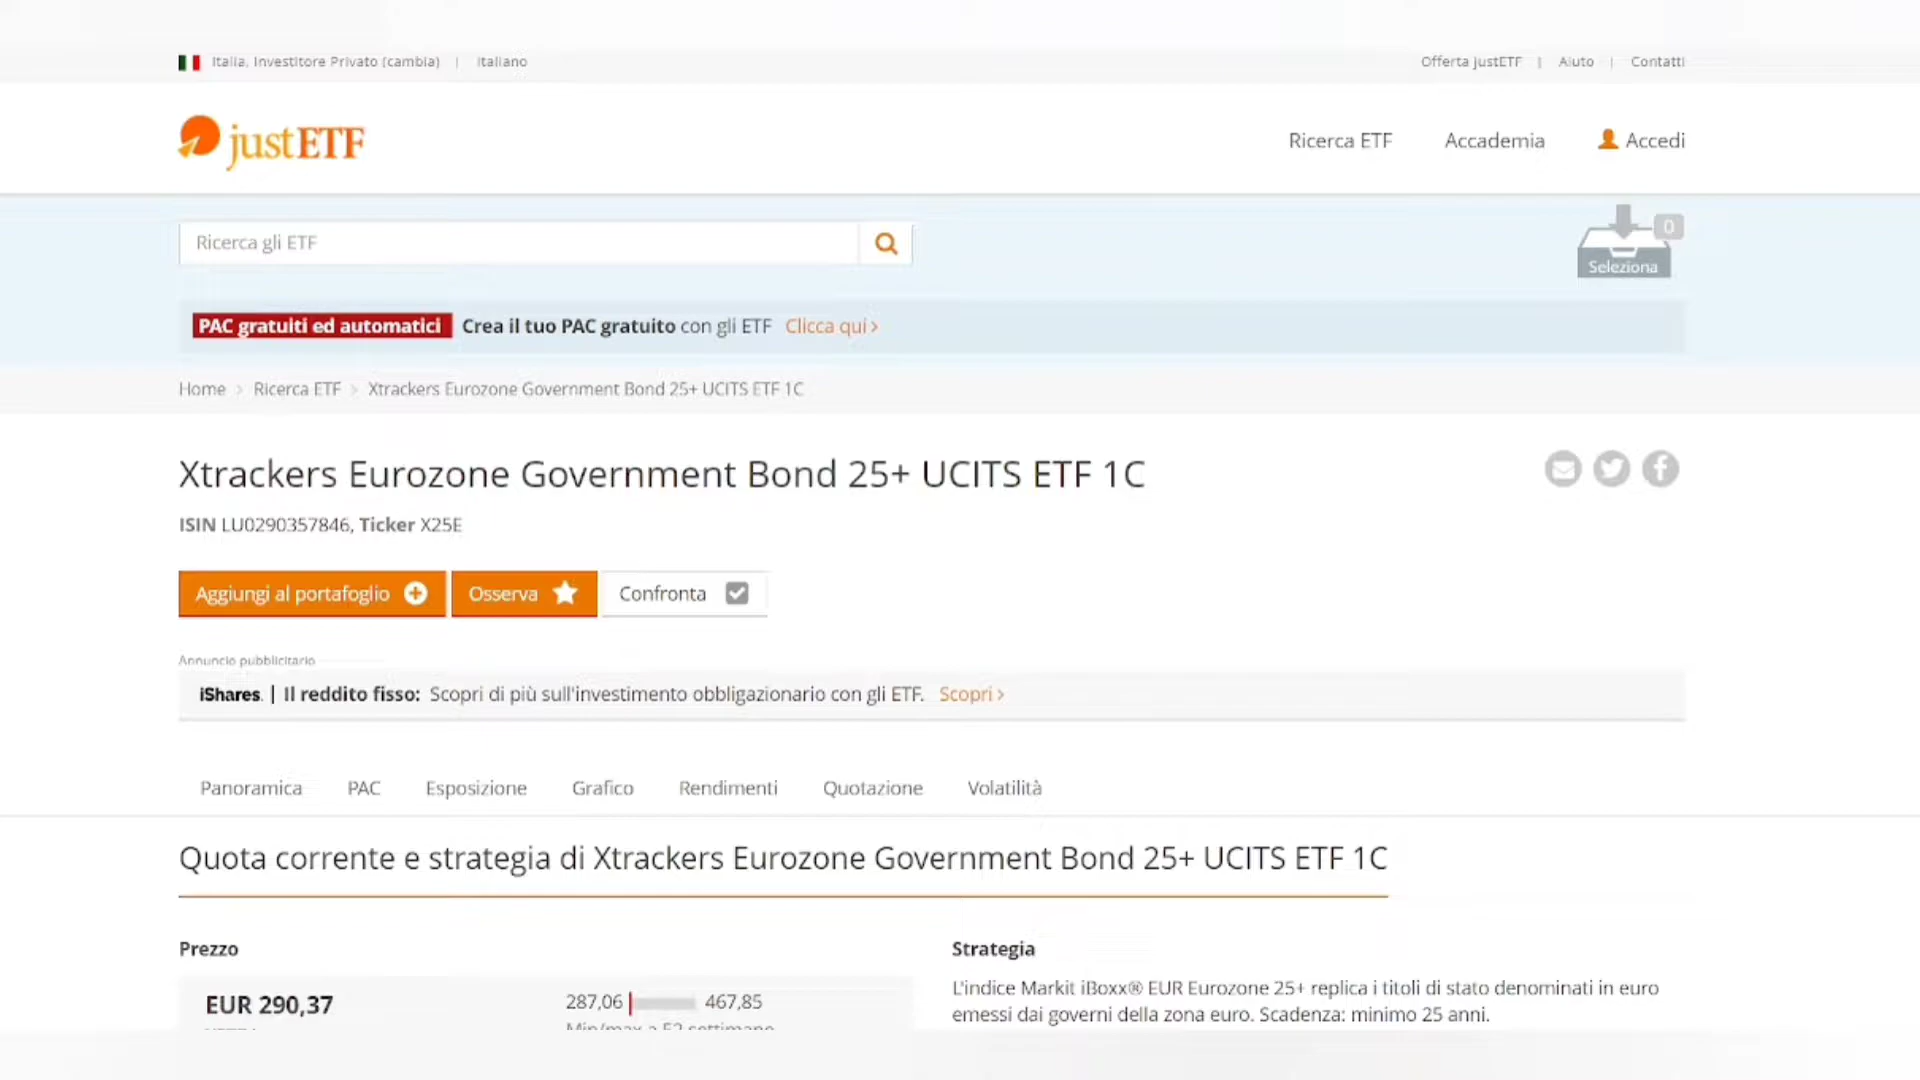 Italia, Investitore Privato (cambia) | Italiano
Offerta justETF | Aiuto | Contatti
justETF
Ricerca ETF Accademia Accedi
Ricerca gli ETF
0
Seleziona
PAC gratuiti ed automatici Crea il tuo PAC gratuito con gli ETF Clicca qui ›
Home › Ricerca ETF › Xtrackers Eurozone Government Bond 25+ UCITS ETF 1C
Xtrackers Eurozone Government Bond 25+ UCITS ETF 1C
ISIN LU0290357846, Ticker X25E
Aggiungi al portafoglio Osserva Confronta
Annuncio pubblicitario
iShares. | Il reddito fisso: Scopri di più sull'investimento obbligazionario con gli ETF. Scopri ›
Panoramica PAC Esposizione Grafico Rendimenti Quotazione Volatilità
Quota corrente e strategia di Xtrackers Eurozone Government Bond 25+ UCITS ETF 1C
Prezzo
EUR 290,37
287,06 467,85
Min/max a 52 settimane
Strategia
L'indice Markit iBoxx® EUR Eurozone 25+ replica i titoli di stato denominati in euro
emessi dai governi della zona euro. Scadenza: minimo 25 anni.